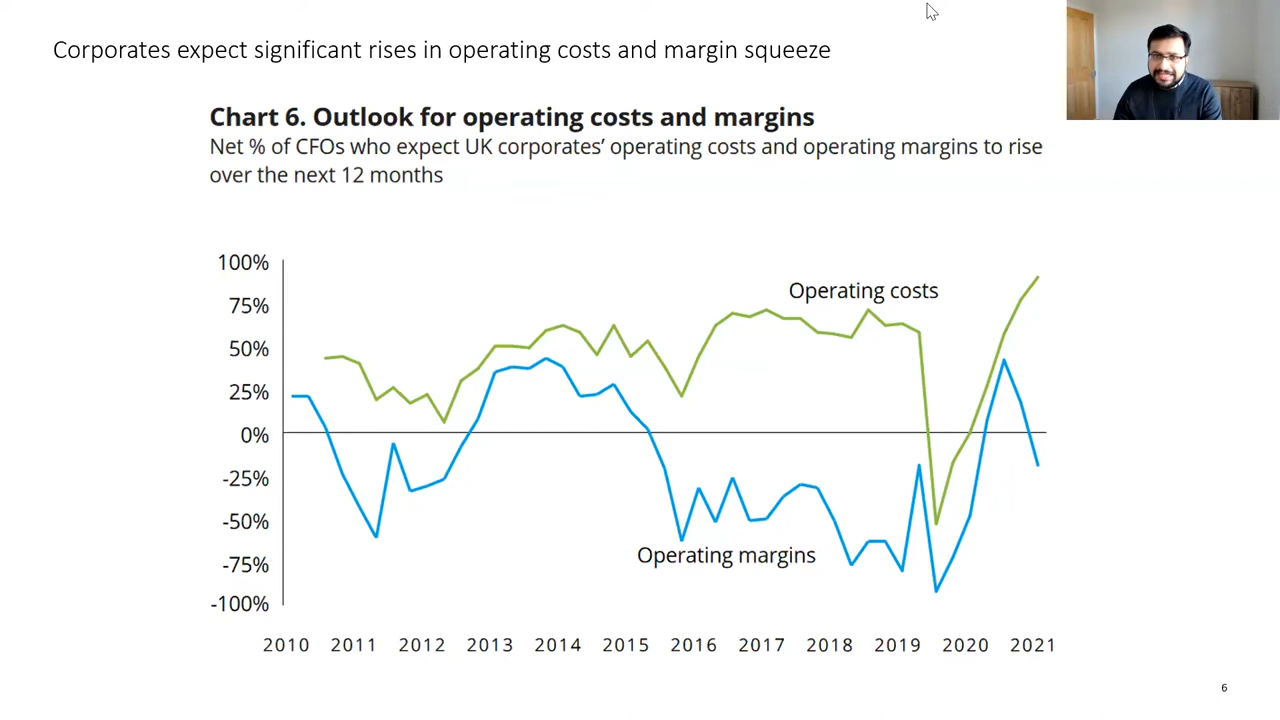 Corporates expect significant rises in operating costs and margin squeeze
Chart 6. Outlook for operating costs and margins
Net % of CFOs who expect UK corporates’ operating costs and operating margins to rise
over the next 12 months
100%
75%
50%
25%
0%
-25%
-50%
-75%
-100%
Operating costs
Operating margins
2010 2011 2012 2013 2014 2015 2016 2017 2018 2019 2020 2021
6